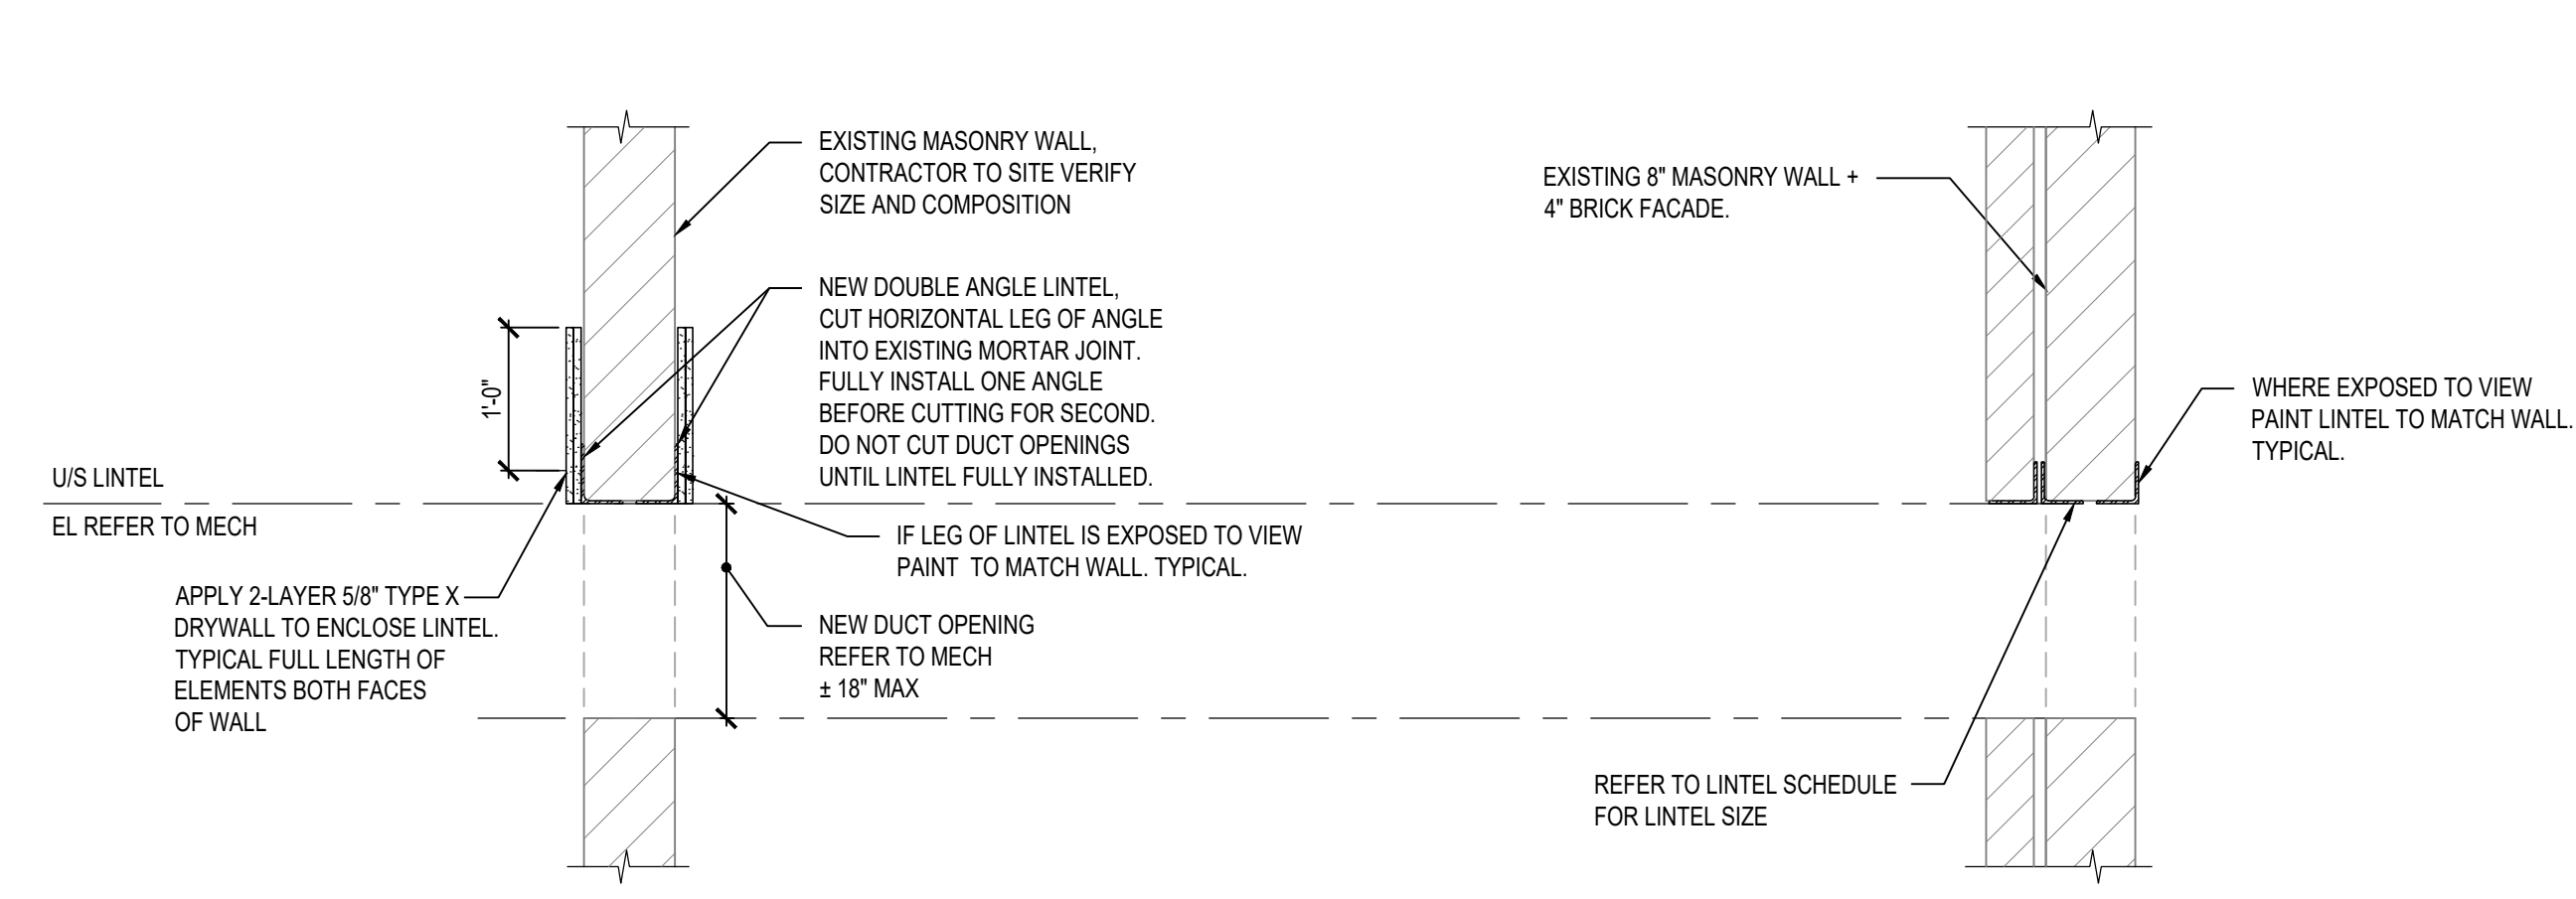 EXISTING MASONRY WALL,
CONTRACTOR TO SITE VERIFY
SIZE AND COMPOSITION
NEW DOUBLE ANGLE LINTEL,
CUT HORIZONTAL LEG OF ANGLE
INTO EXISTING MORTAR JOINT.
FULLY INSTALL ONE ANGLE
BEFORE CUTTING FOR SECOND.
DO NOT CUT DUCT OPENINGS
UNTIL LINTEL FULLY INSTALLED.
1'-0"
U/S LINTEL
EL REFER TO MECH
IF LEG OF LINTEL IS EXPOSED TO VIEW
PAINT TO MATCH WALL. TYPICAL.
APPLY 2-LAYER 5/8" TYPE X
DRYWALL TO ENCLOSE LINTEL.
TYPICAL FULL LENGTH OF
ELEMENTS BOTH FACES
OF WALL
NEW DUCT OPENING
REFER TO MECH
± 18" MAX
EXISTING 8" MASONRY WALL +
4" BRICK FACADE.
WHERE EXPOSED TO VIEW
PAINT LINTEL TO MATCH WALL.
TYPICAL.
REFER TO LINTEL SCHEDULE
FOR LINTEL SIZE